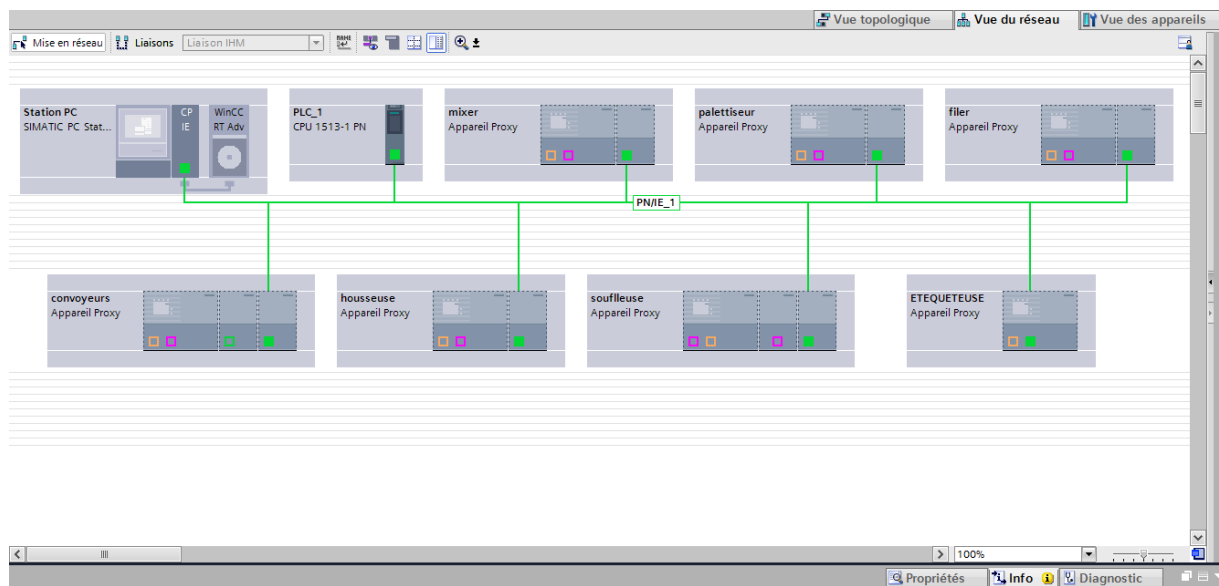 Vue topologique Vue du réseau Vue des appareils
Mise en réseau Liaisons Liaison IHM
Station PC
SIMATIC PC Stat...
CP
IE
WinCC
RT Adv
PLC_1
CPU 1513-1 PN
mixer
Appareil Proxy
palettiseur
Appareil Proxy
filer
Appareil Proxy
PN/IE_1
convoyeurs
Appareil Proxy
housseuse
Appareil Proxy
souflleuse
Appareil Proxy
ETEQUETEUSE
Appareil Proxy
100%
Propriétés Info Diagnostic